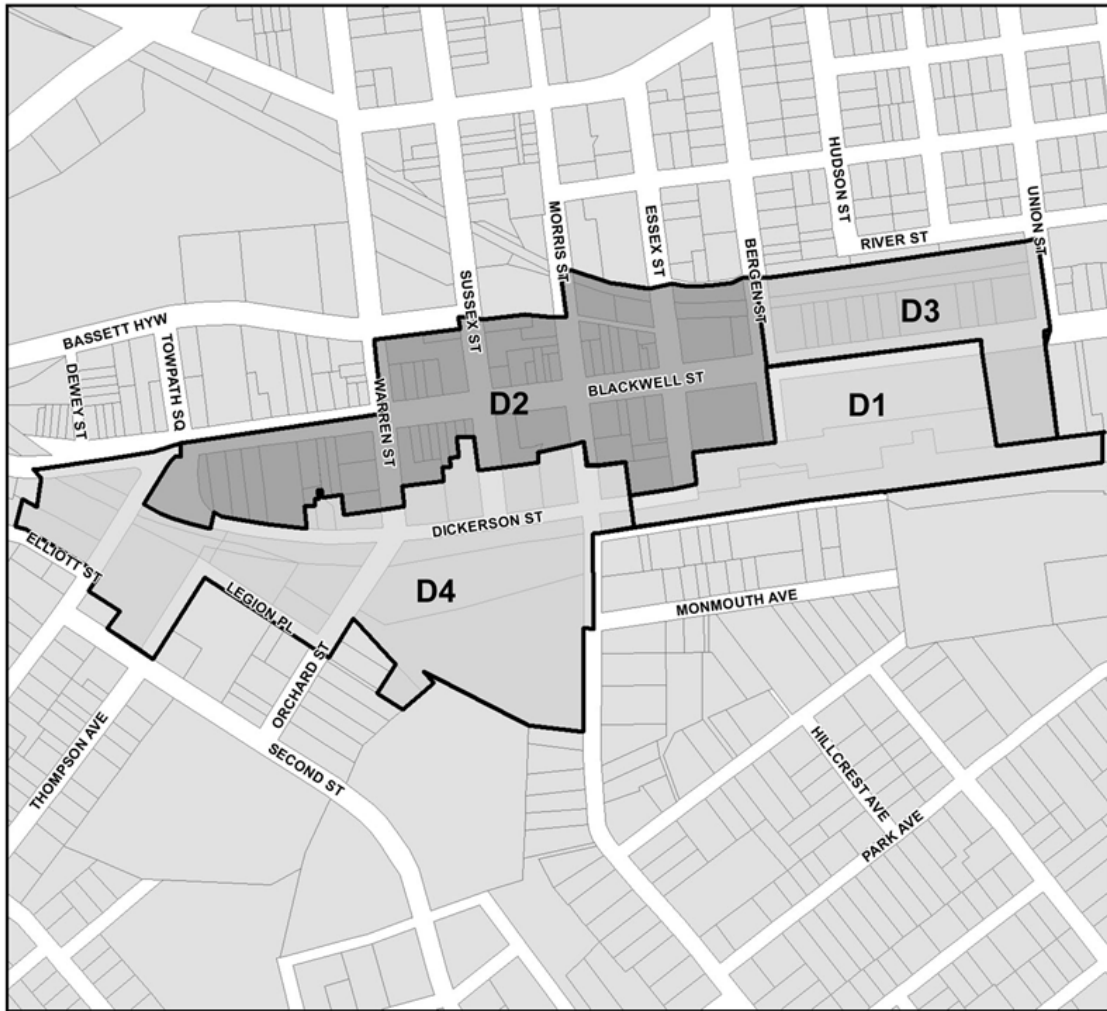 HUDSON ST
UNION ST
MORRIS ST
ESSEX ST
BERGEN ST
RIVER ST
SUSSEX ST
BASSETT HYW
TOWPATH SQ
DEWEY ST
D3
WARREN ST
BLACKWELL ST
D2
D1
DICKERSON ST
ELLIOTT ST
LEGION PL
D4
MONMOUTH AVE
ORCHARD ST
THOMPSON AVE
SECOND ST
HILLCREST AVE
PARK AVE